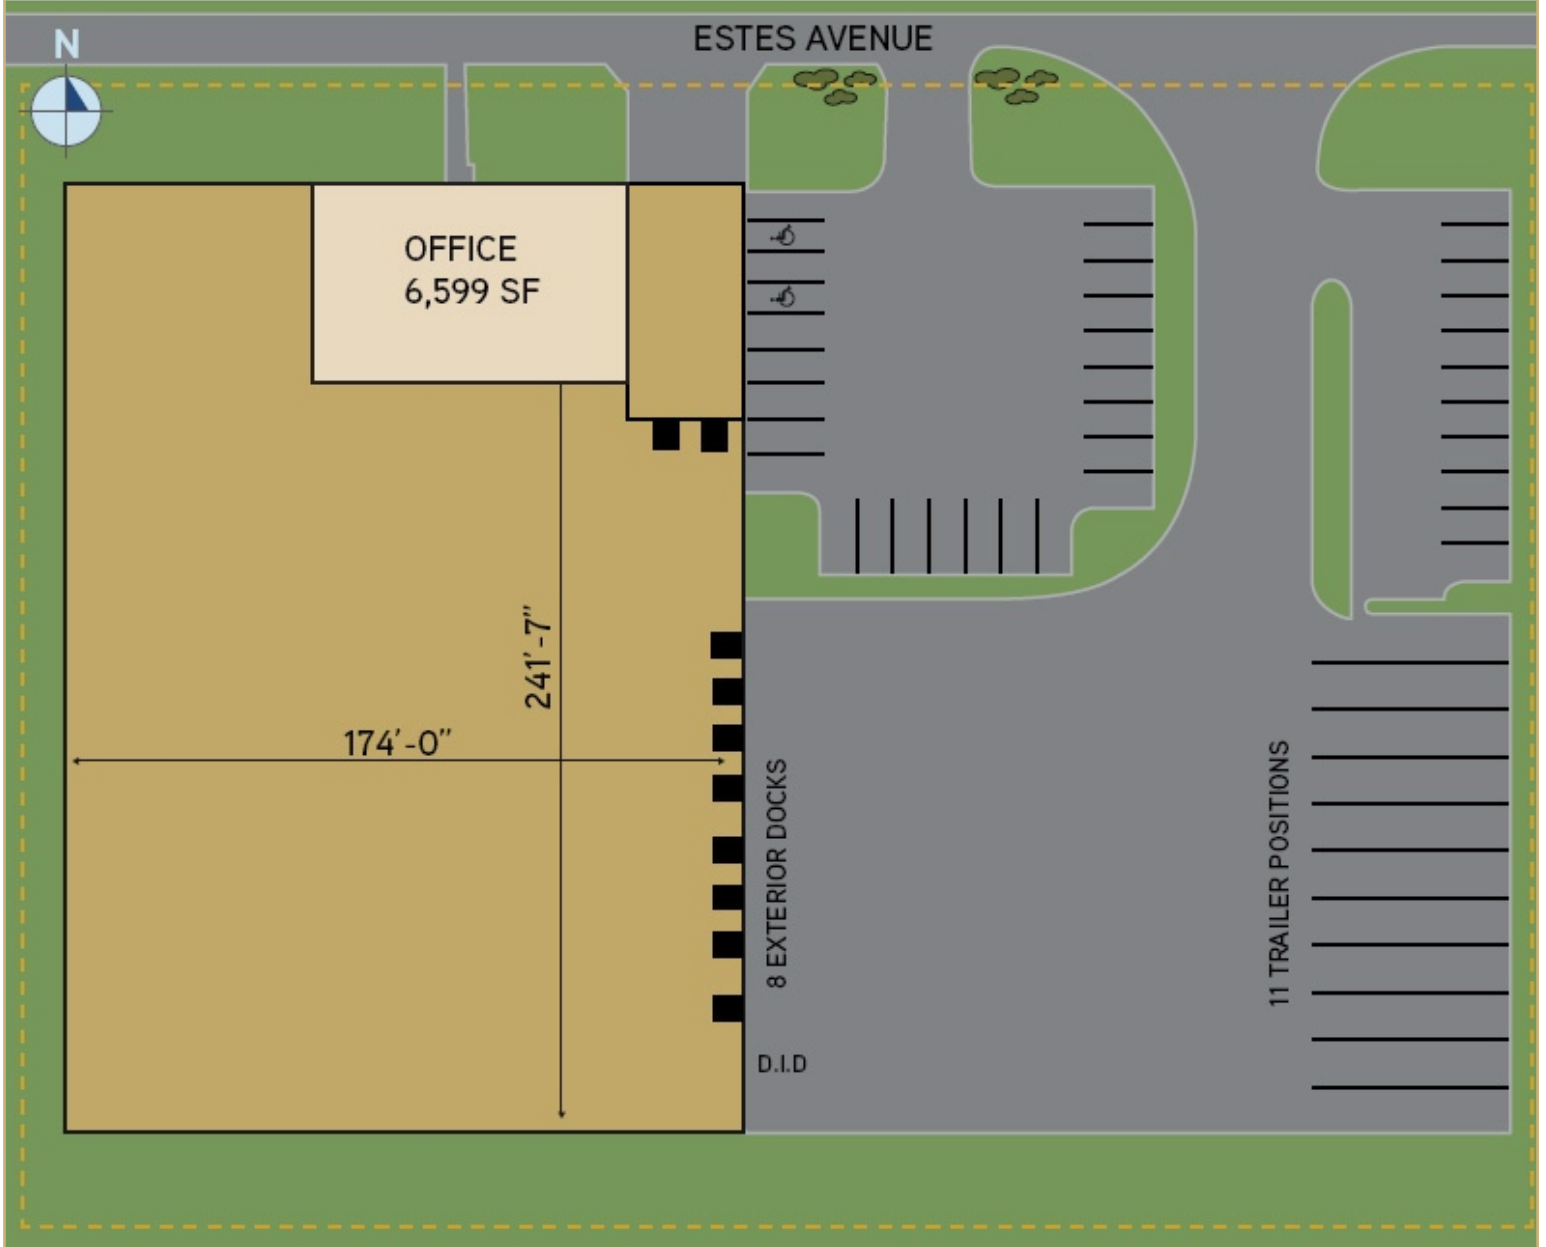 ESTES AVENUE
N
OFFICE
6,599 SF
241'-7"
174'-0"
8 EXTERIOR DOCKS
11 TRAILER POSITIONS
D.I.D